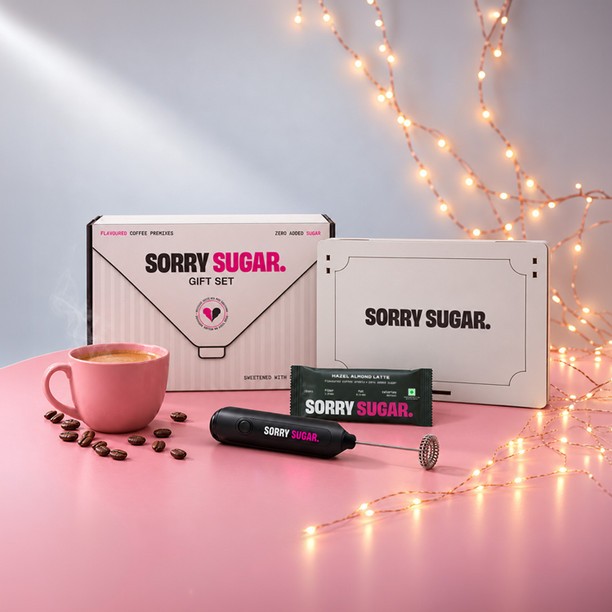 FLAVOURED COFFEE PREMIXES
ZERO ADDED SUGAR
SORRY SUGAR.
GIFT SET
SWEETENED WITH
SORRY SUGAR.
HAZEL ALMOND LATTE
SORRY SUGAR.
SORRY SUGAR.